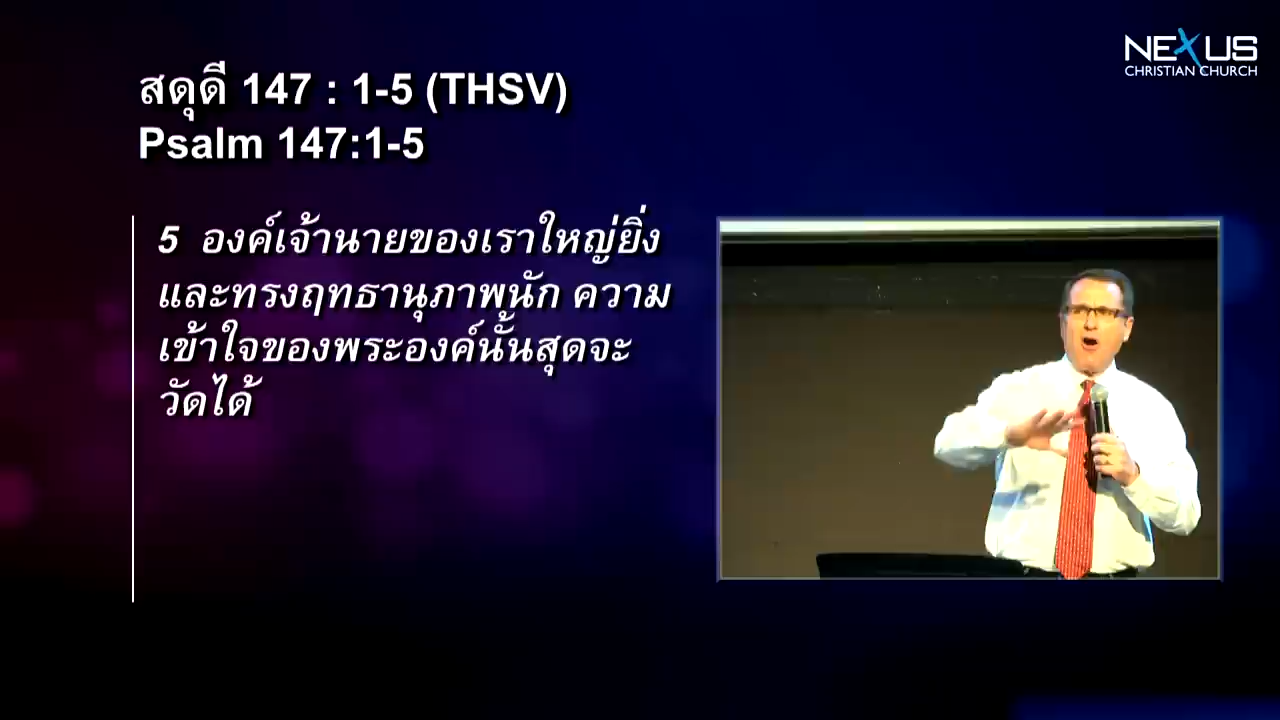 NEXUS
CHRISTIAN CHURCH
สดุดี 147 : 1-5 (THSV)
Psalm 147:1-5
5 องค์เจ้านายของเราใหญ่ยิ่ง
และทรงฤทธานุภาพนัก ความ
เข้าใจของพระองค์นั้นสุดจะ
วัดได้